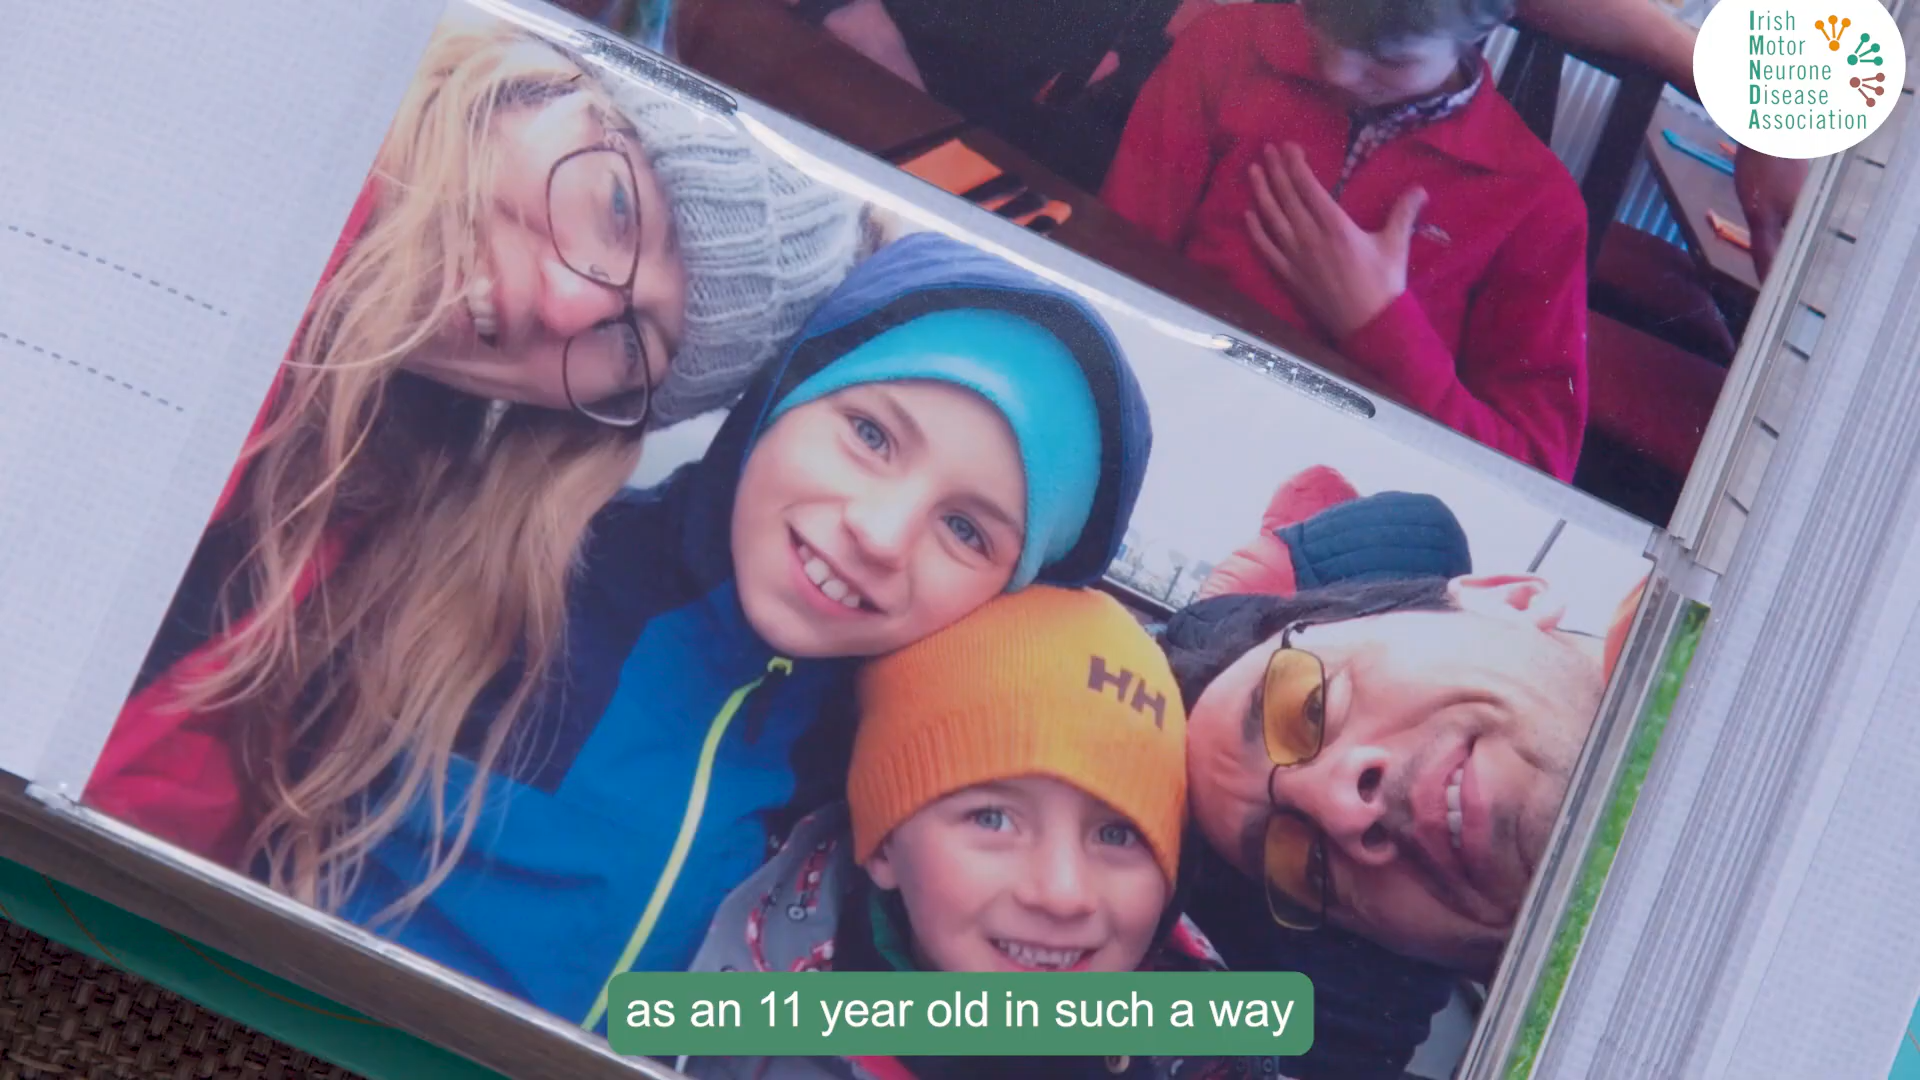 Irish
Motor
Neurone
Disease
Association
HH
as an 11 year old in such a way